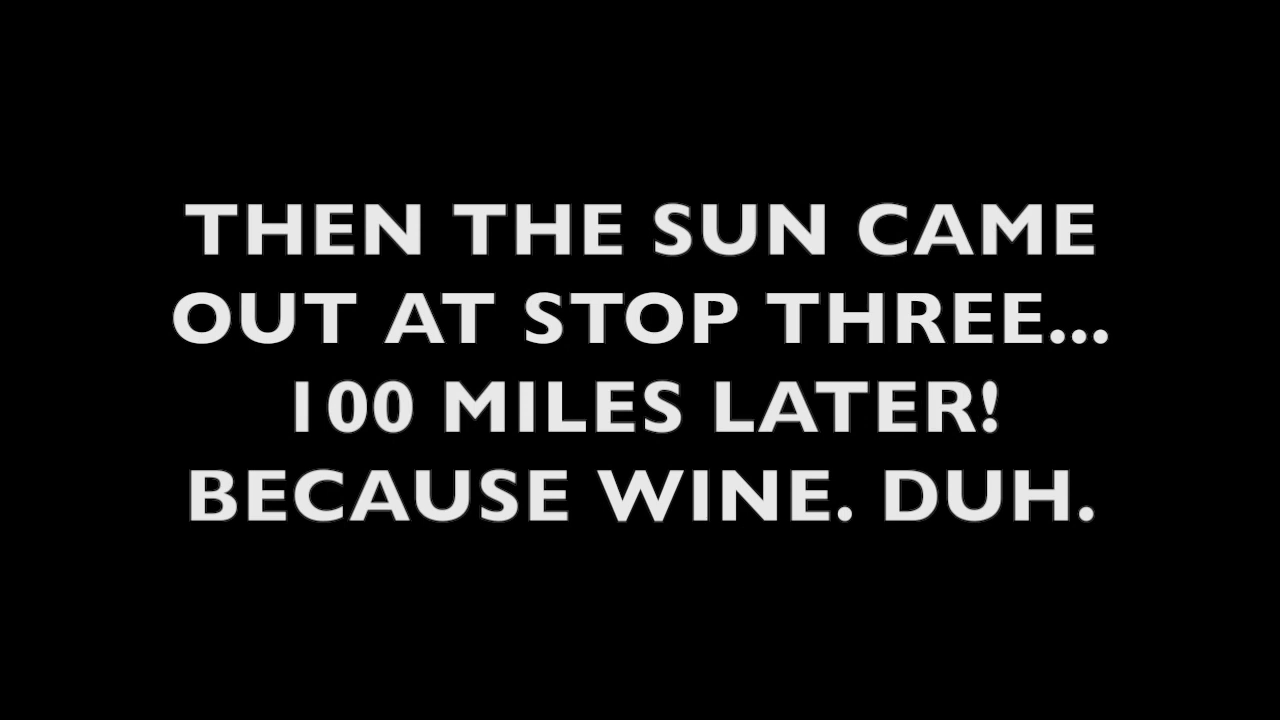 THEN THE SUN CAME
OUT AT STOP THREE...
100 MILES LATER!
BECAUSE WINE. DUH.